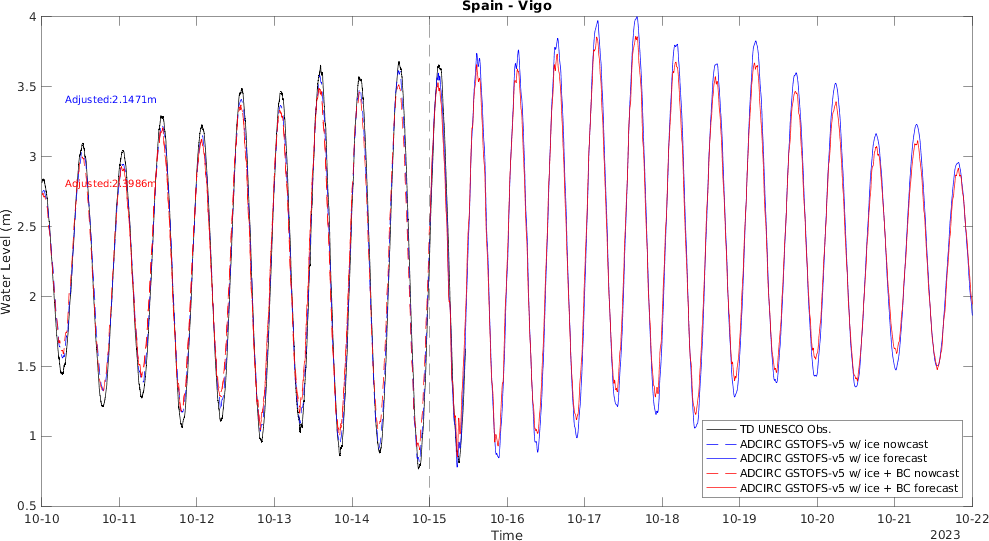 Spain - Vigo
4
3.5
3
2.5
2
1.5
1
0.5
Water Level (m)
Adjusted:2.1471m
Adjusted:2.3986m
TD UNESCO Obs.
ADCIRC GSTOFS-v5 w/ ice nowcast
ADCIRC GSTOFS-v5 w/ ice forecast
ADCIRC GSTOFS-v5 w/ ice + BC nowcast
ADCIRC GSTOFS-v5 w/ ice + BC forecast
10-10 10-11 10-12 10-13 10-14 10-15 10-16 10-17 10-18 10-19 10-20 10-21 10-22
Time
2023